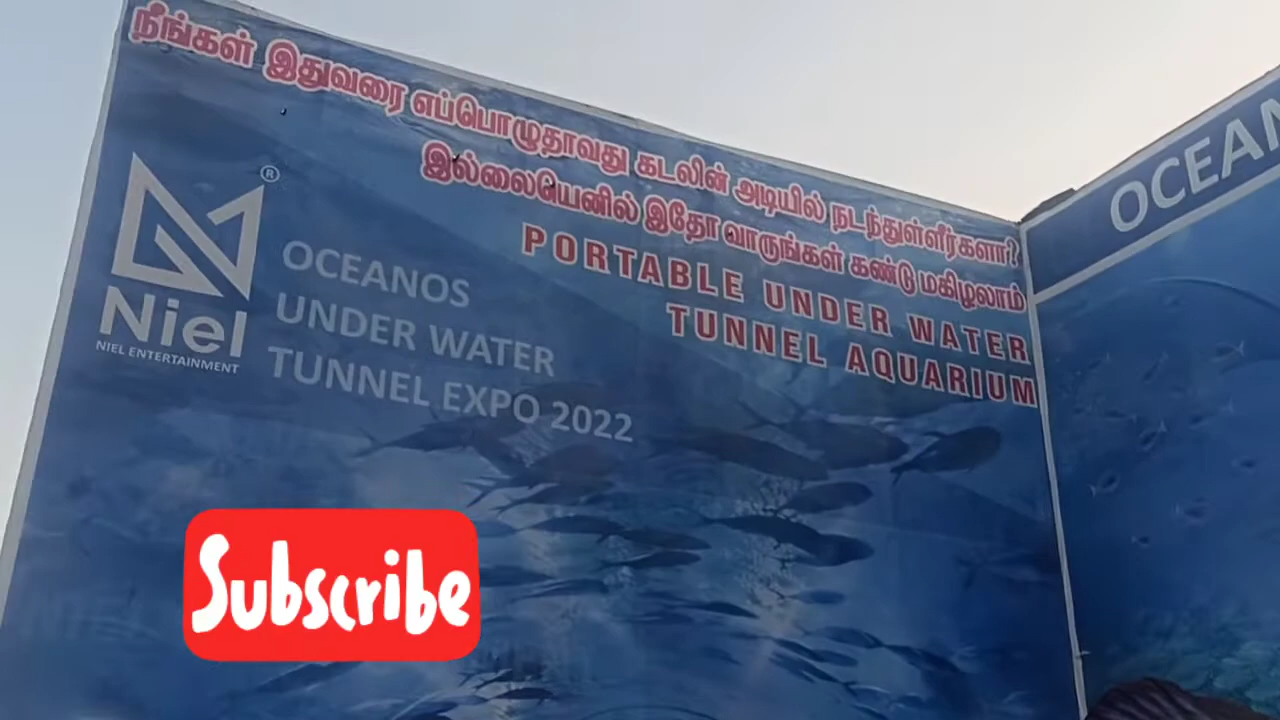 நீங்கள் இதுவரை எப்பொழுதாவது கடலின் அடியில் நடந்துள்ளீர்களா?
இல்லையெனில் இதோ வாருங்கள் கண்டு மகிழலாம்
PORTABLE UNDER WATER
TUNNEL AQUARIUM
®
Niel
NIEL ENTERTAINMENT
OCEANOS
UNDER WATER
TUNNEL EXPO 2022
OCEAN
Subscribe